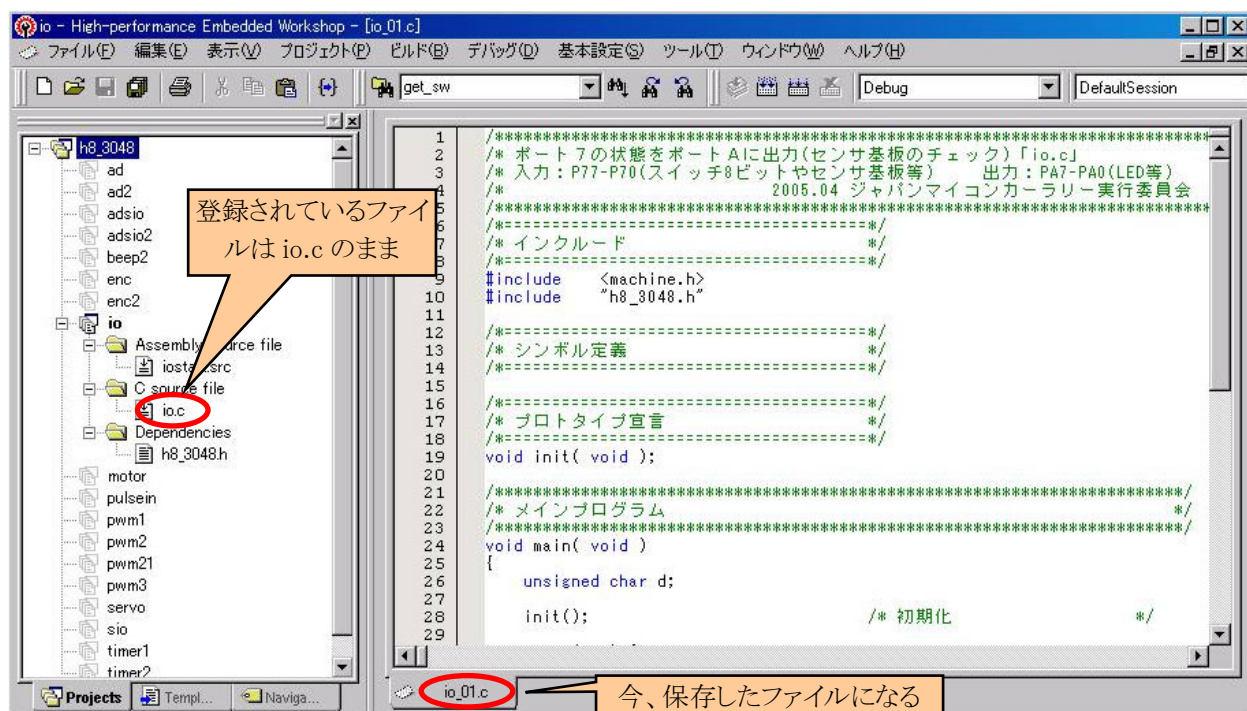 io - High-performance Embedded Workshop - [io_01.c]
ファイル(F) 編集(E) 表示(V) プロジェクト(P) ビルド(B) デバッグ(D) 基本設定(S) ツール(T) ウィンドウ(W) ヘルプ(H)
get_sw Debug DefaultSession
h8_3048
ad
ad2
adsio
adsio2
beep2
enc
enc2
io
Assembly source file
C source file
io.c
Dependencies
h8_3048.h
motor
pulsein
pwm1
pwm2
pwm21
pwm3
servo
sio
timer1
timer2
Projects Templ... Naviga...
登録されているファイ
ルは io.c のまま
1 /****************************************************************************
2 /* ポート7の状態をポートAに出力(センサ基板のチェック)「io.c」
3 /* 入力：P77-P70(スイッチ8ビットやセンサ基板等) 出力：PA7-PA0(LED等)
4 /* 2005.04 ジャパンマイコンカーラリー実行委員会
5 /****************************************************************************
6 /*======================================*/
7 /* インクルード */
8 /*======================================*/
9 #include <machine.h>
10 #include "h8_3048.h"
11
12 /*======================================*/
13 /* シンボル定義 */
14 /*======================================*/
15
16 /*======================================*/
17 /* プロトタイプ宣言 */
18 /*======================================*/
19 void init( void );
20
21 /************************************************************************/
22 /* メインプログラム */
23 /************************************************************************/
24 void main( void )
25 {
26 unsigned char d;
27
28 init(); /* 初期化 */
29
io_01.c
今、保存したファイルになる